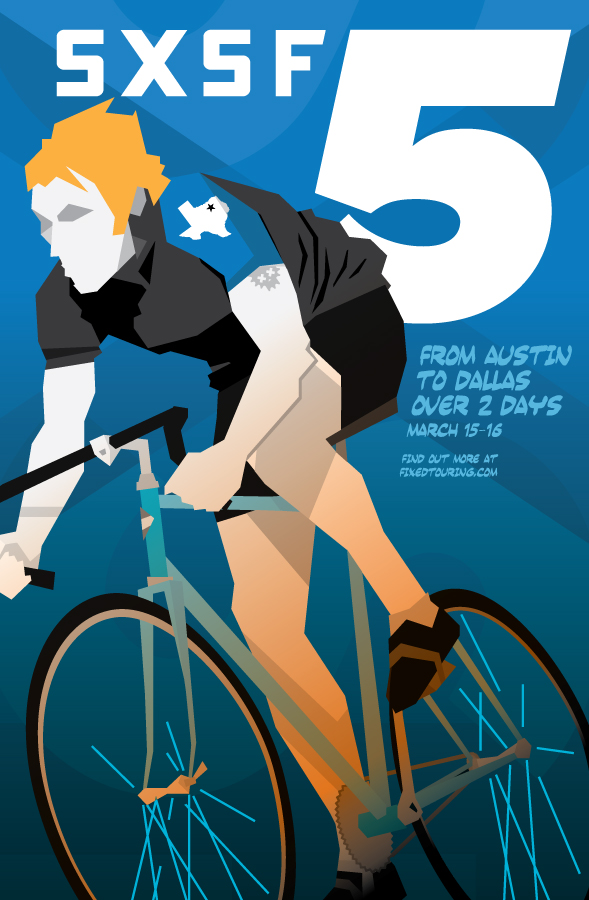 SXSF 5
FROM AUSTIN
TO DALLAS
OVER 2 DAYS
MARCH 15-16
FIND OUT MORE AT
FIXEDTOURING.COM